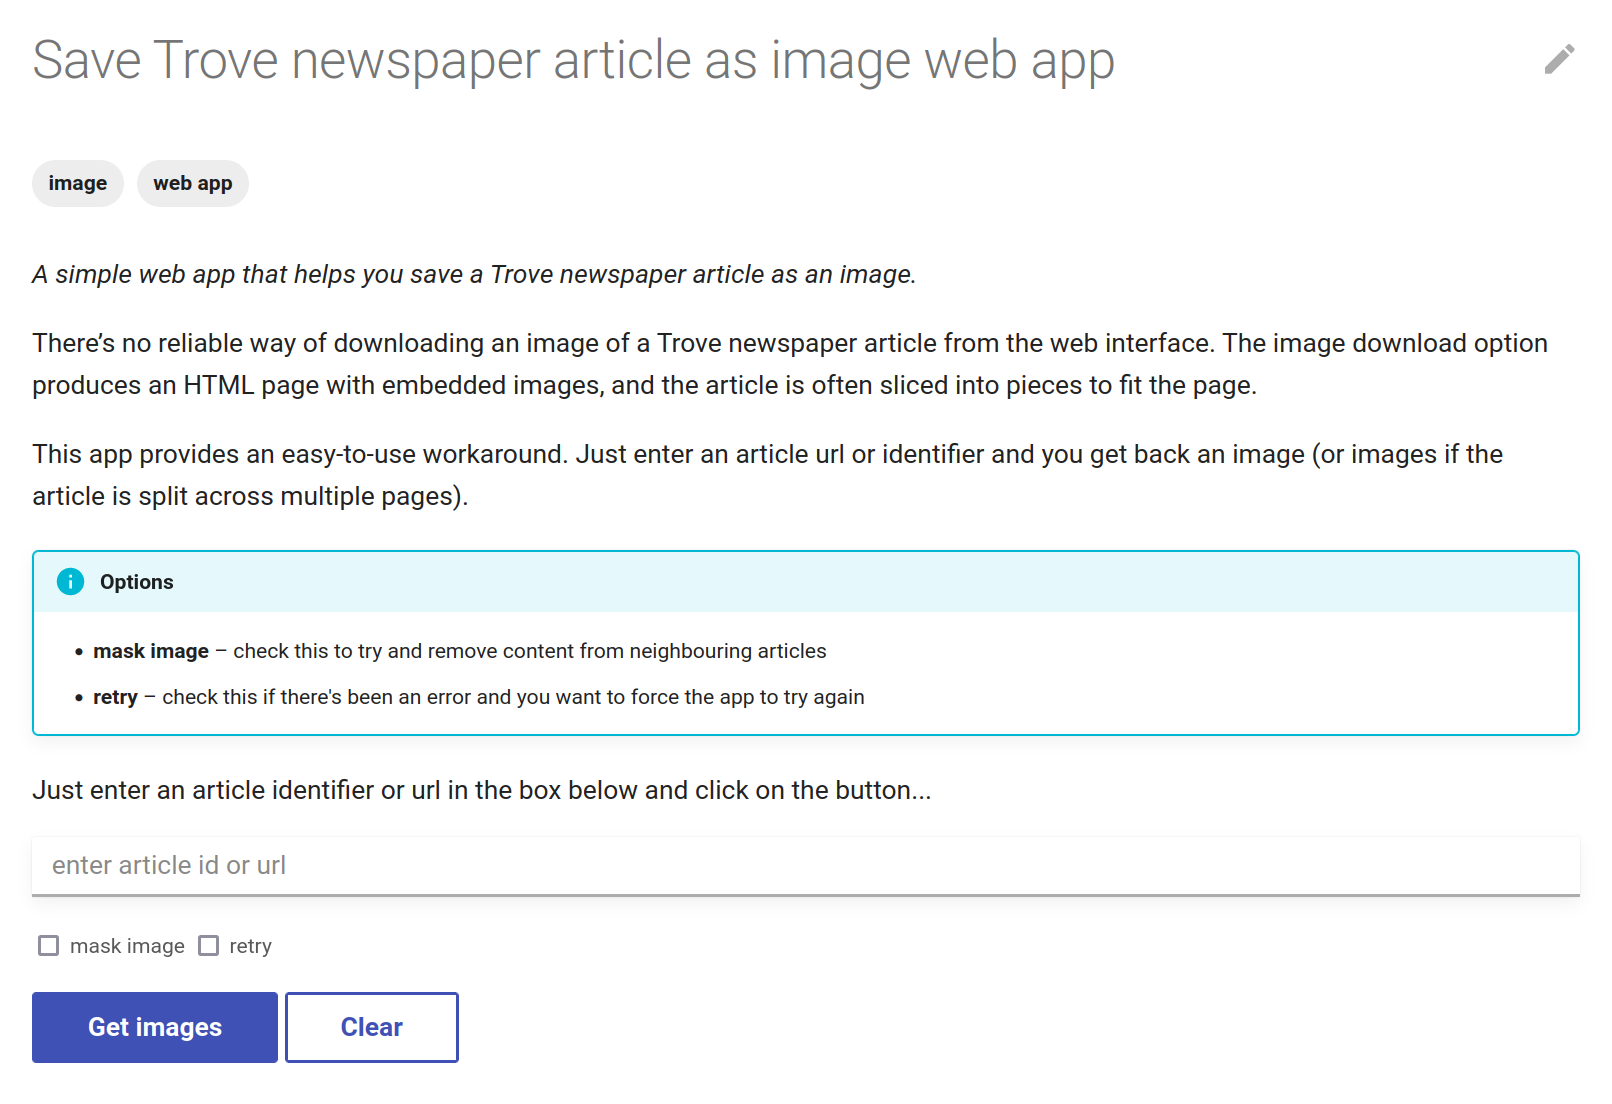 Save Trove newspaper article as image web app
image web app
A simple web app that helps you save a Trove newspaper article as an image.
There’s no reliable way of downloading an image of a Trove newspaper article from the web interface. The image download option
produces an HTML page with embedded images, and the article is often sliced into pieces to fit the page.
This app provides an easy-to-use workaround. Just enter an article url or identifier and you get back an image (or images if the
article is split across multiple pages).
Options
• mask image – check this to try and remove content from neighbouring articles
• retry – check this if there's been an error and you want to force the app to try again
Just enter an article identifier or url in the box below and click on the button...
enter article id or url
mask image retry
Get images Clear